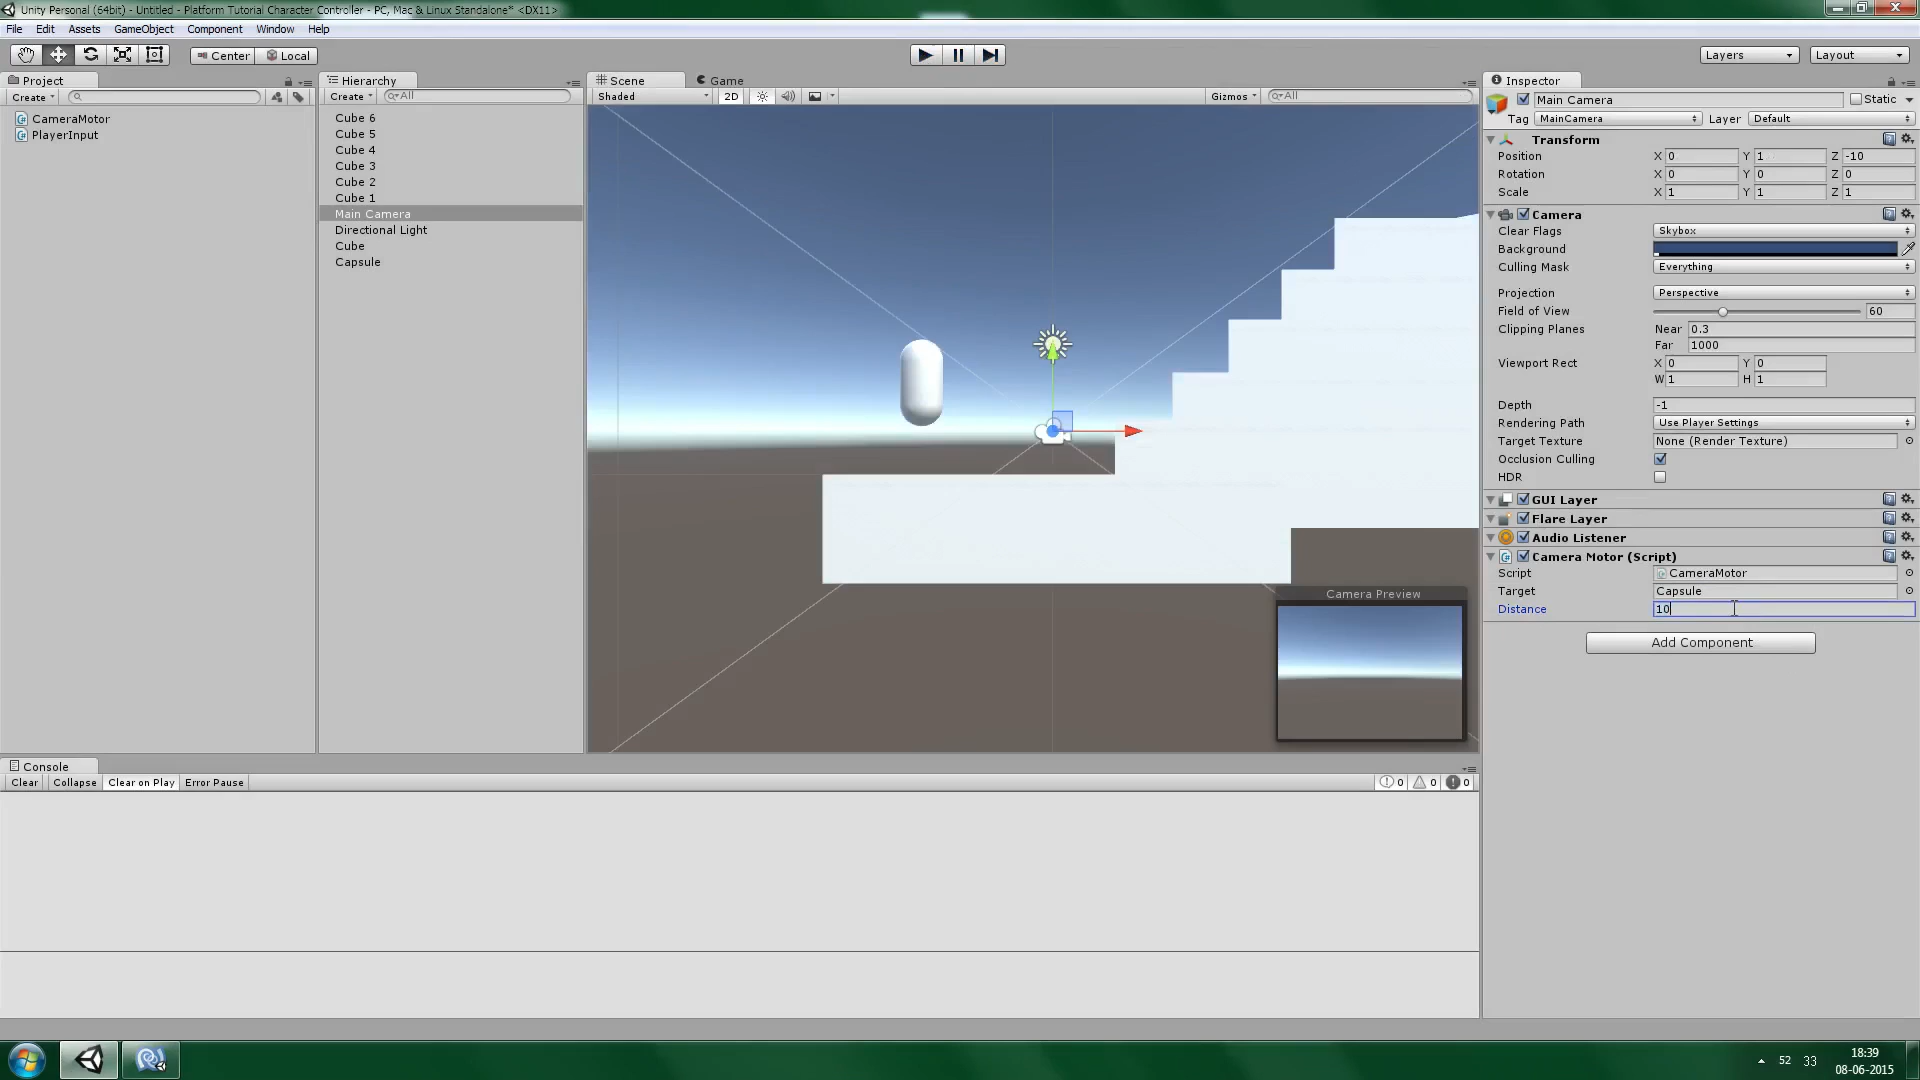 Unity Personal (64bit) - Untitled - Platform Tutorial Character Controller - PC, Mac & Linux Standalone* <DX11>
File Edit Assets GameObject Component Window Help
Center Local Layers Layout
Project Hierarchy Scene Game Inspector
Create Create All Shaded 2D Gizmos All
CameraMotor
PlayerInput
Cube 6
Cube 5
Cube 4
Cube 3
Cube 2
Cube 1
Main Camera
Directional Light
Cube
Capsule
Camera Preview
Main Camera Static
Tag MainCamera Layer Default
Transform
Position X 0 Y 1 Z -10
Rotation X 0 Y 0 Z 0
Scale X 1 Y 1 Z 1
Camera
Clear Flags Skybox
Background
Culling Mask Everything
Projection Perspective
Field of View 60
Clipping Planes Near 0.3
Far 1000
Viewport Rect X 0 Y 0
W 1 H 1
Depth -1
Rendering Path Use Player Settings
Target Texture None (Render Texture)
Occlusion Culling
HDR
GUI Layer
Flare Layer
Audio Listener
Camera Motor (Script)
Script CameraMotor
Target Capsule
Distance 10
Add Component
Console
Clear Collapse Clear on Play Error Pause 0 0 0
52 33 18:39
08-06-2015